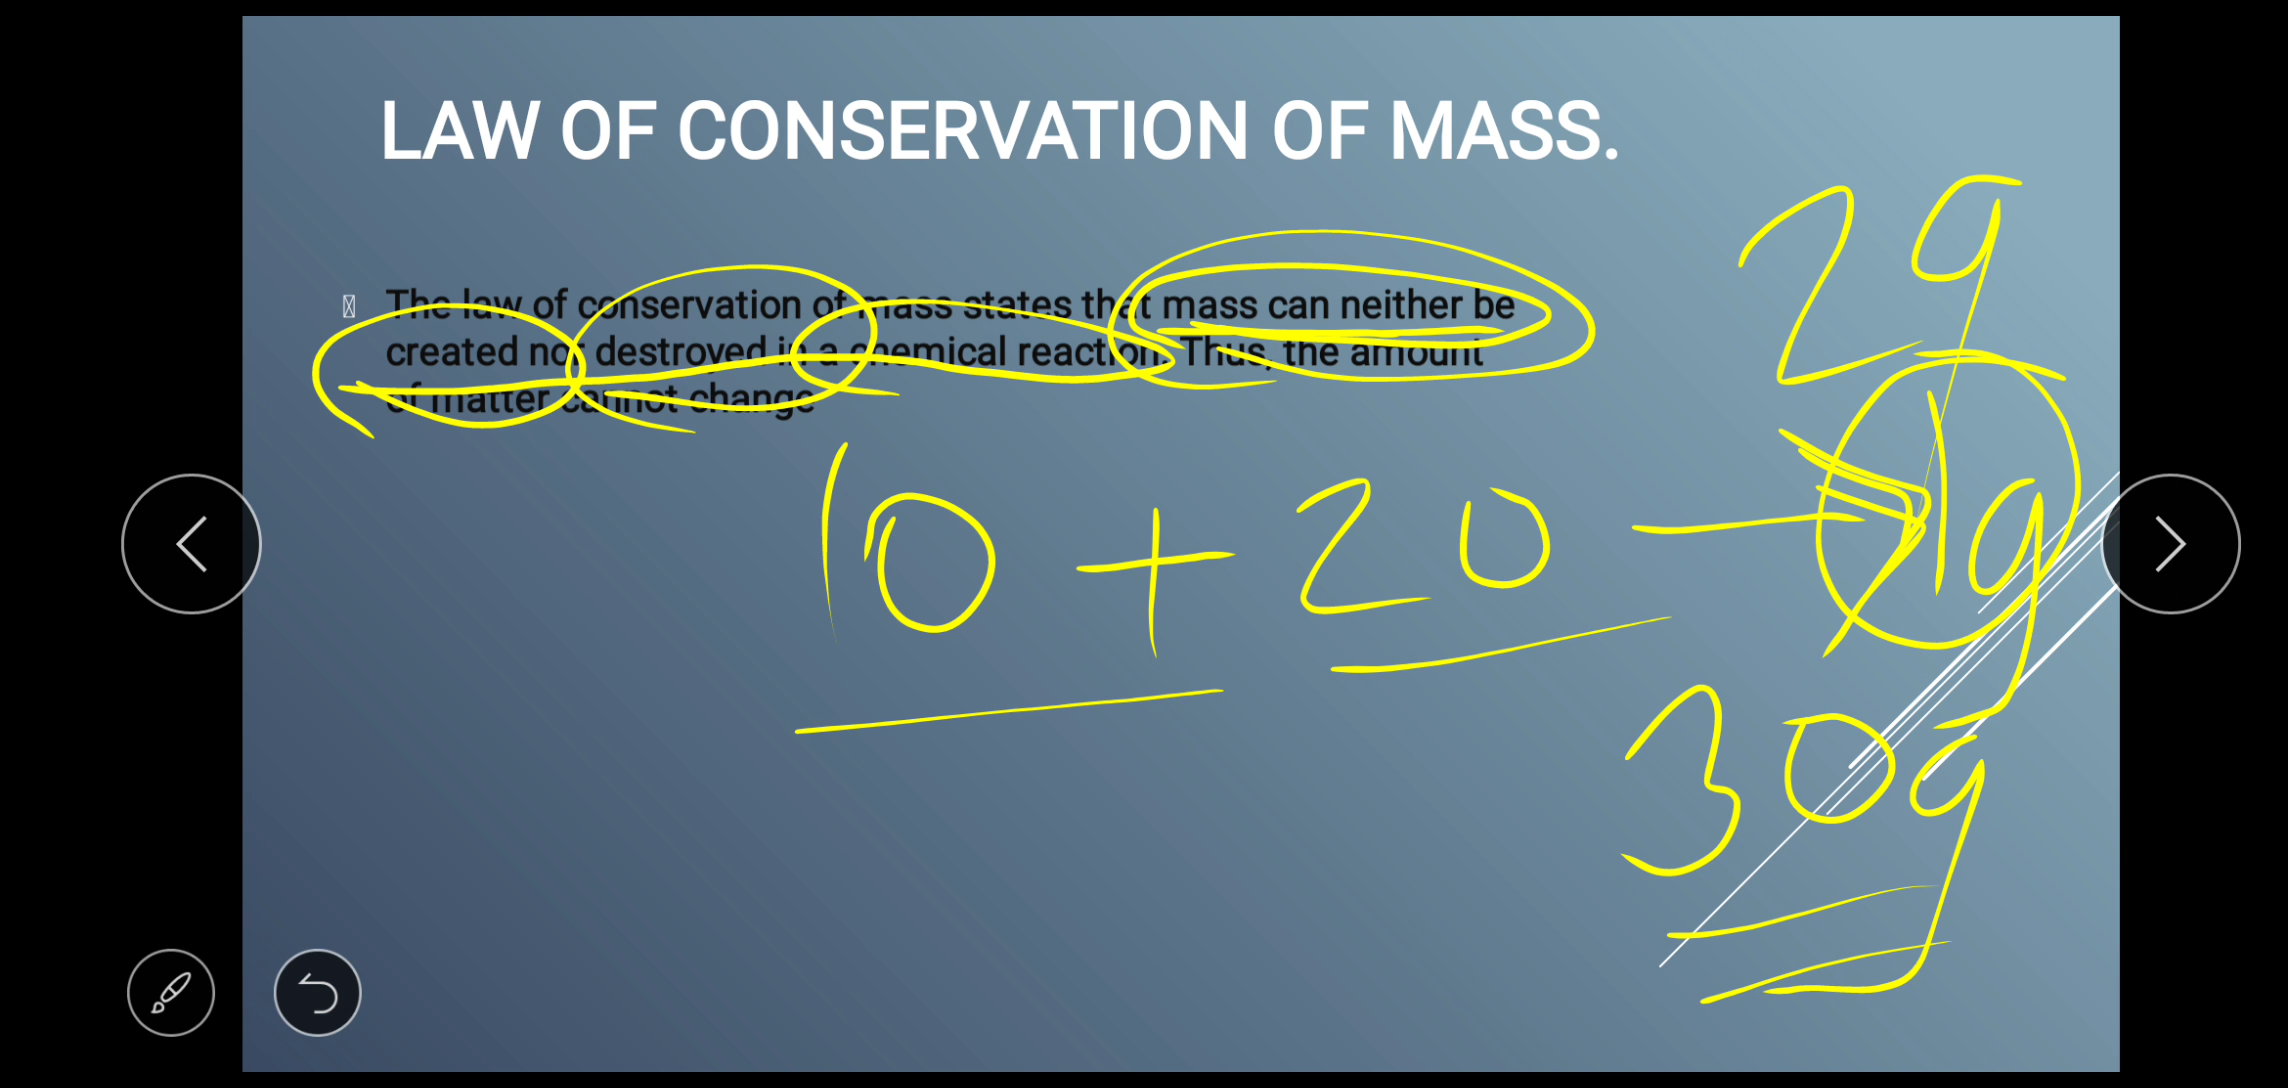 LAW OF CONSERVATION OF MASS.
The law of conservation of mass states that mass can neither be
created nor destroyed in a chemical reaction. Thus, the amount
of matter cannot change
2g
10 + 20 → 1g
30g